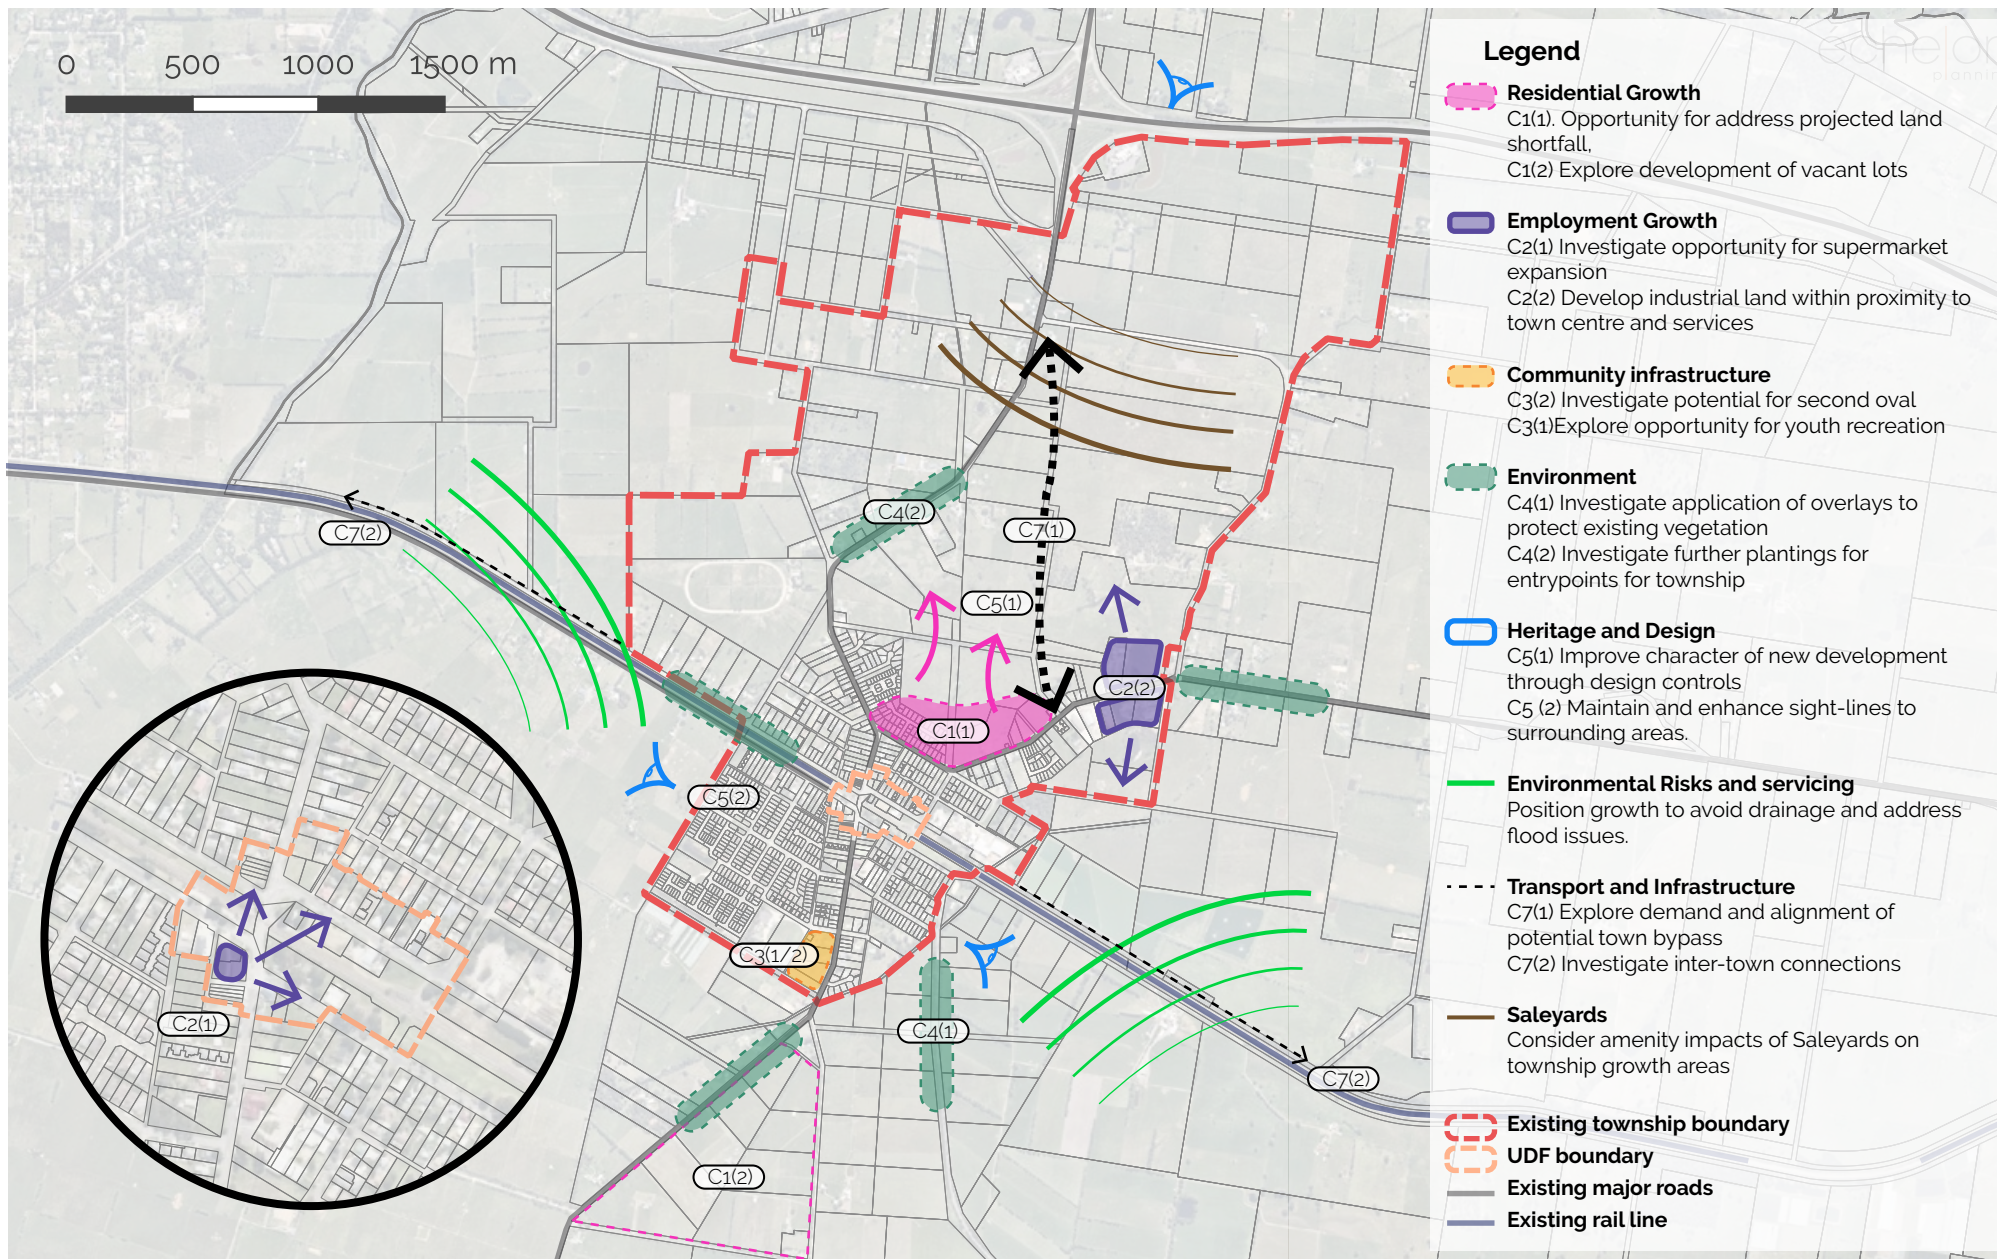 0 500 1000 1500 m
échelon
planning
Legend
Residential Growth
C1(1). Opportunity for address projected land
shortfall,
C1(2) Explore development of vacant lots
Employment Growth
C2(1) Investigate opportunity for supermarket
expansion
C2(2) Develop industrial land within proximity to
town centre and services
Community infrastructure
C3(2) Investigate potential for second oval
C3(1)Explore opportunity for youth recreation
Environment
C4(1) Investigate application of overlays to
protect existing vegetation
C4(2) Investigate further plantings for
entrypoints for township
Heritage and Design
C5(1) Improve character of new development
through design controls
C5 (2) Maintain and enhance sight-lines to
surrounding areas.
Environmental Risks and servicing
Position growth to avoid drainage and address
flood issues.
Transport and Infrastructure
C7(1) Explore demand and alignment of
potential town bypass
C7(2) Investigate inter-town connections
Saleyards
Consider amenity impacts of Saleyards on
township growth areas
Existing township boundary
UDF boundary
Existing major roads
Existing rail line
C4(2)
C7(2)
C7(1)
C5(1)
C2(2)
C1(1)
C5(2)
C3(1/2)
C2(1)
C4(1)
C7(2)
C1(2)